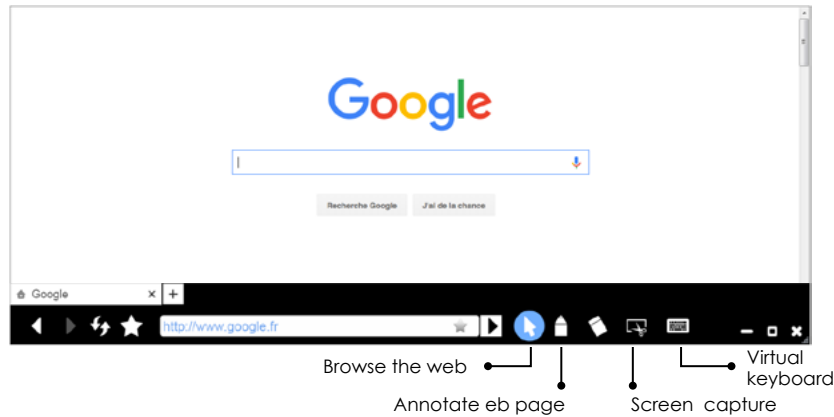 Google
Recherche Google J'ai de la chance
Google
http://www.google.fr
Browse the web
Virtual
keyboard
Annotate eb page
Screen capture